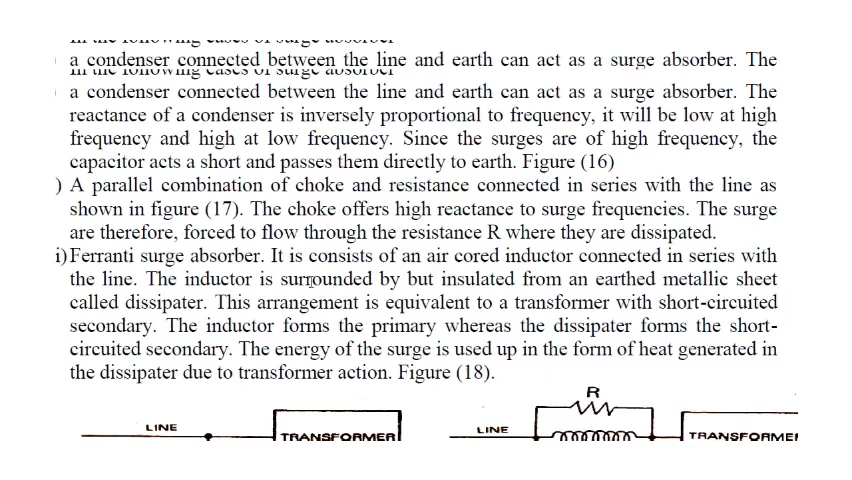 a condenser connected between the line and earth can act as a surge absorber. The
In the following cases of surge absorber
a condenser connected between the line and earth can act as a surge absorber. The
reactance of a condenser is inversely proportional to frequency, it will be low at high
frequency and high at low frequency. Since the surges are of high frequency, the
capacitor acts a short and passes them directly to earth. Figure (16)
) A parallel combination of choke and resistance connected in series with the line as
shown in figure (17). The choke offers high reactance to surge frequencies. The surge
are therefore, forced to flow through the resistance R where they are dissipated.
i) Ferranti surge absorber. It is consists of an air cored inductor connected in series with
the line. The inductor is surrounded by but insulated from an earthed metallic sheet
called dissipater. This arrangement is equivalent to a transformer with short-circuited
secondary. The inductor forms the primary whereas the dissipater forms the short-
circuited secondary. The energy of the surge is used up in the form of heat generated in
the dissipater due to transformer action. Figure (18).
R
LINE
TRANSFORMER
LINE
TRANSFORMER